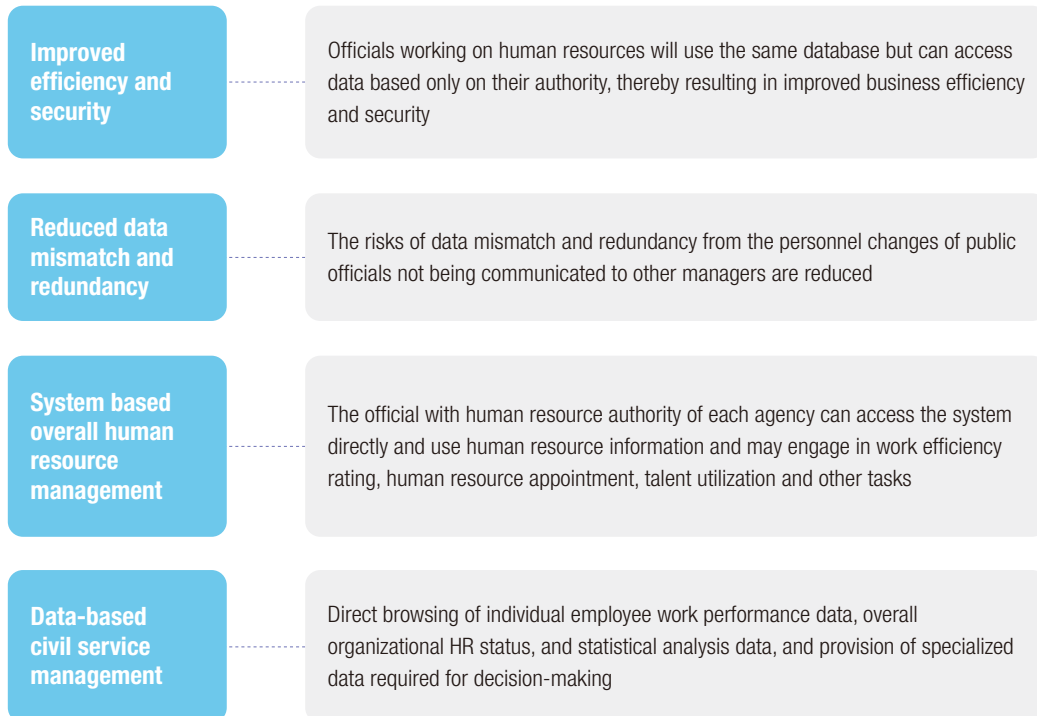 Improved
efficiency and
security
Officials working on human resources will use the same database but can access
data based only on their authority, thereby resulting in improved business efficiency
and security
Reduced data
mismatch and
redundancy
The risks of data mismatch and redundancy from the personnel changes of public
officials not being communicated to other managers are reduced
System based
overall human
resource
management
The official with human resource authority of each agency can access the system
directly and use human resource information and may engage in work efficiency
rating, human resource appointment, talent utilization and other tasks
Data-based
civil service
management
Direct browsing of individual employee work performance data, overall
organizational HR status, and statistical analysis data, and provision of specialized
data required for decision-making